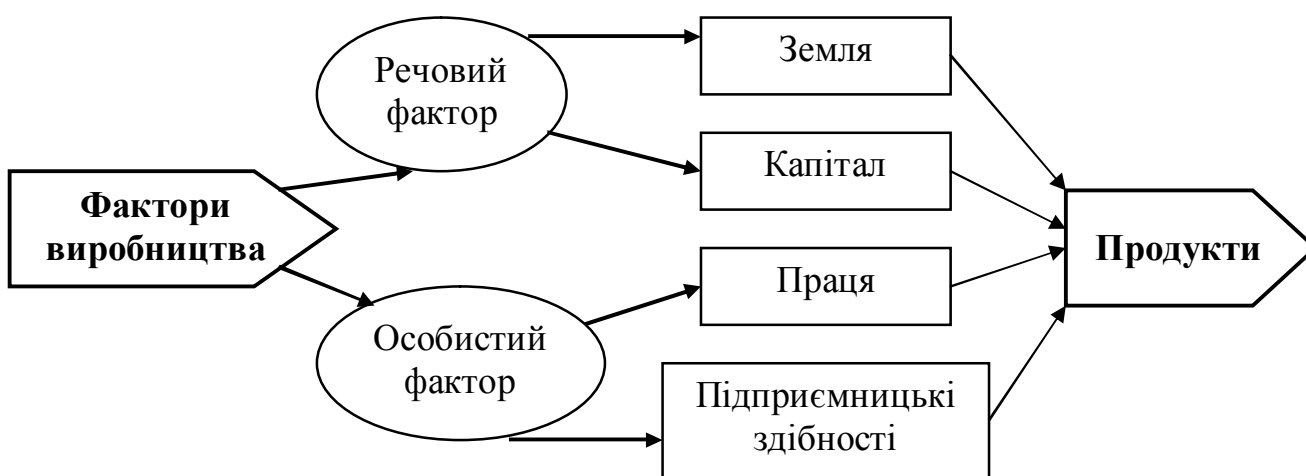 Фактори
виробництва
Речовий
фактор
Особистий
фактор
Земля
Капітал
Праця
Підприємницькі
здібності
Продукти